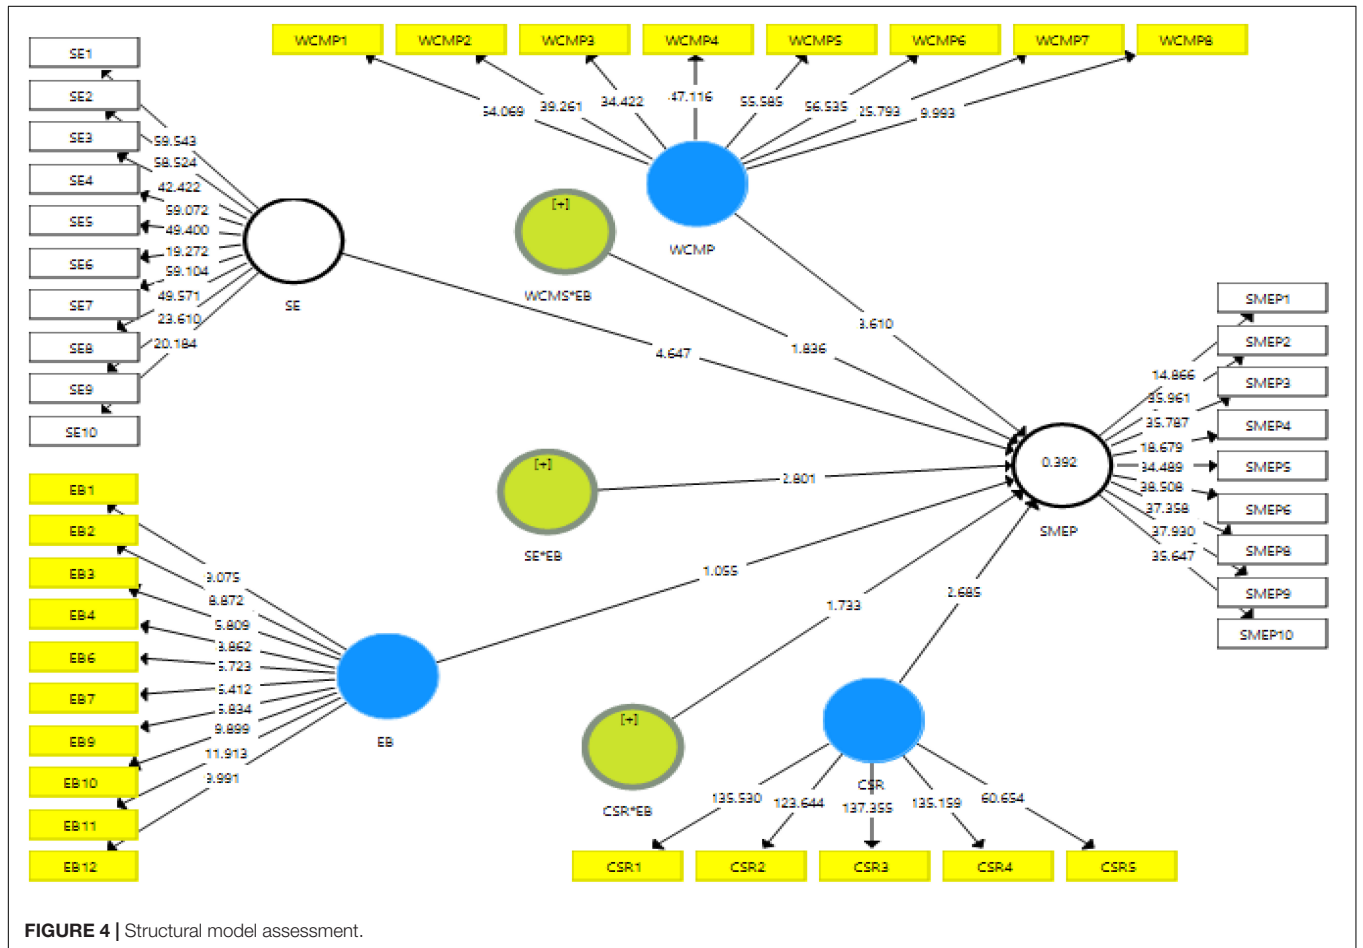 WCMP1 WCMP2 WCMP3 WCMP4 WCMP5 WCMP6 WCMP7 WCMP8
54.069 39.261 34.422 47.116 55.585 56.535 25.793 9.993
SE1
SE2
SE3
SE4
SE5
SE6
SE7
SE8
SE9
SE10
59.543
58.524
42.422
59.072
49.400
19.272
59.104
49.571
23.610
20.184
SE
[+]
WCMS*EB
WCMP
3.610
1.836
4.647
[+]
SE*EB
2.801
1.055
1.733
2.685
0.392
SMEP
14.866
35.961
35.787
18.679
34.489
38.508
37.358
37.930
35.647
SMEP1
SMEP2
SMEP3
SMEP4
SMEP5
SMEP6
SMEP8
SMEP9
SMEP10
EB1
EB2
EB3
EB4
EB6
EB7
EB9
EB10
EB11
EB12
9.075
8.872
5.809
3.862
5.412
9.899
11.913
9.991
EB
[+]
CSR*EB
CSR
135.530 123.644 137.355 135.159 60.654
CSR1 CSR2 CSR3 CSR4 CSR5
FIGURE 4 | Structural model assessment.